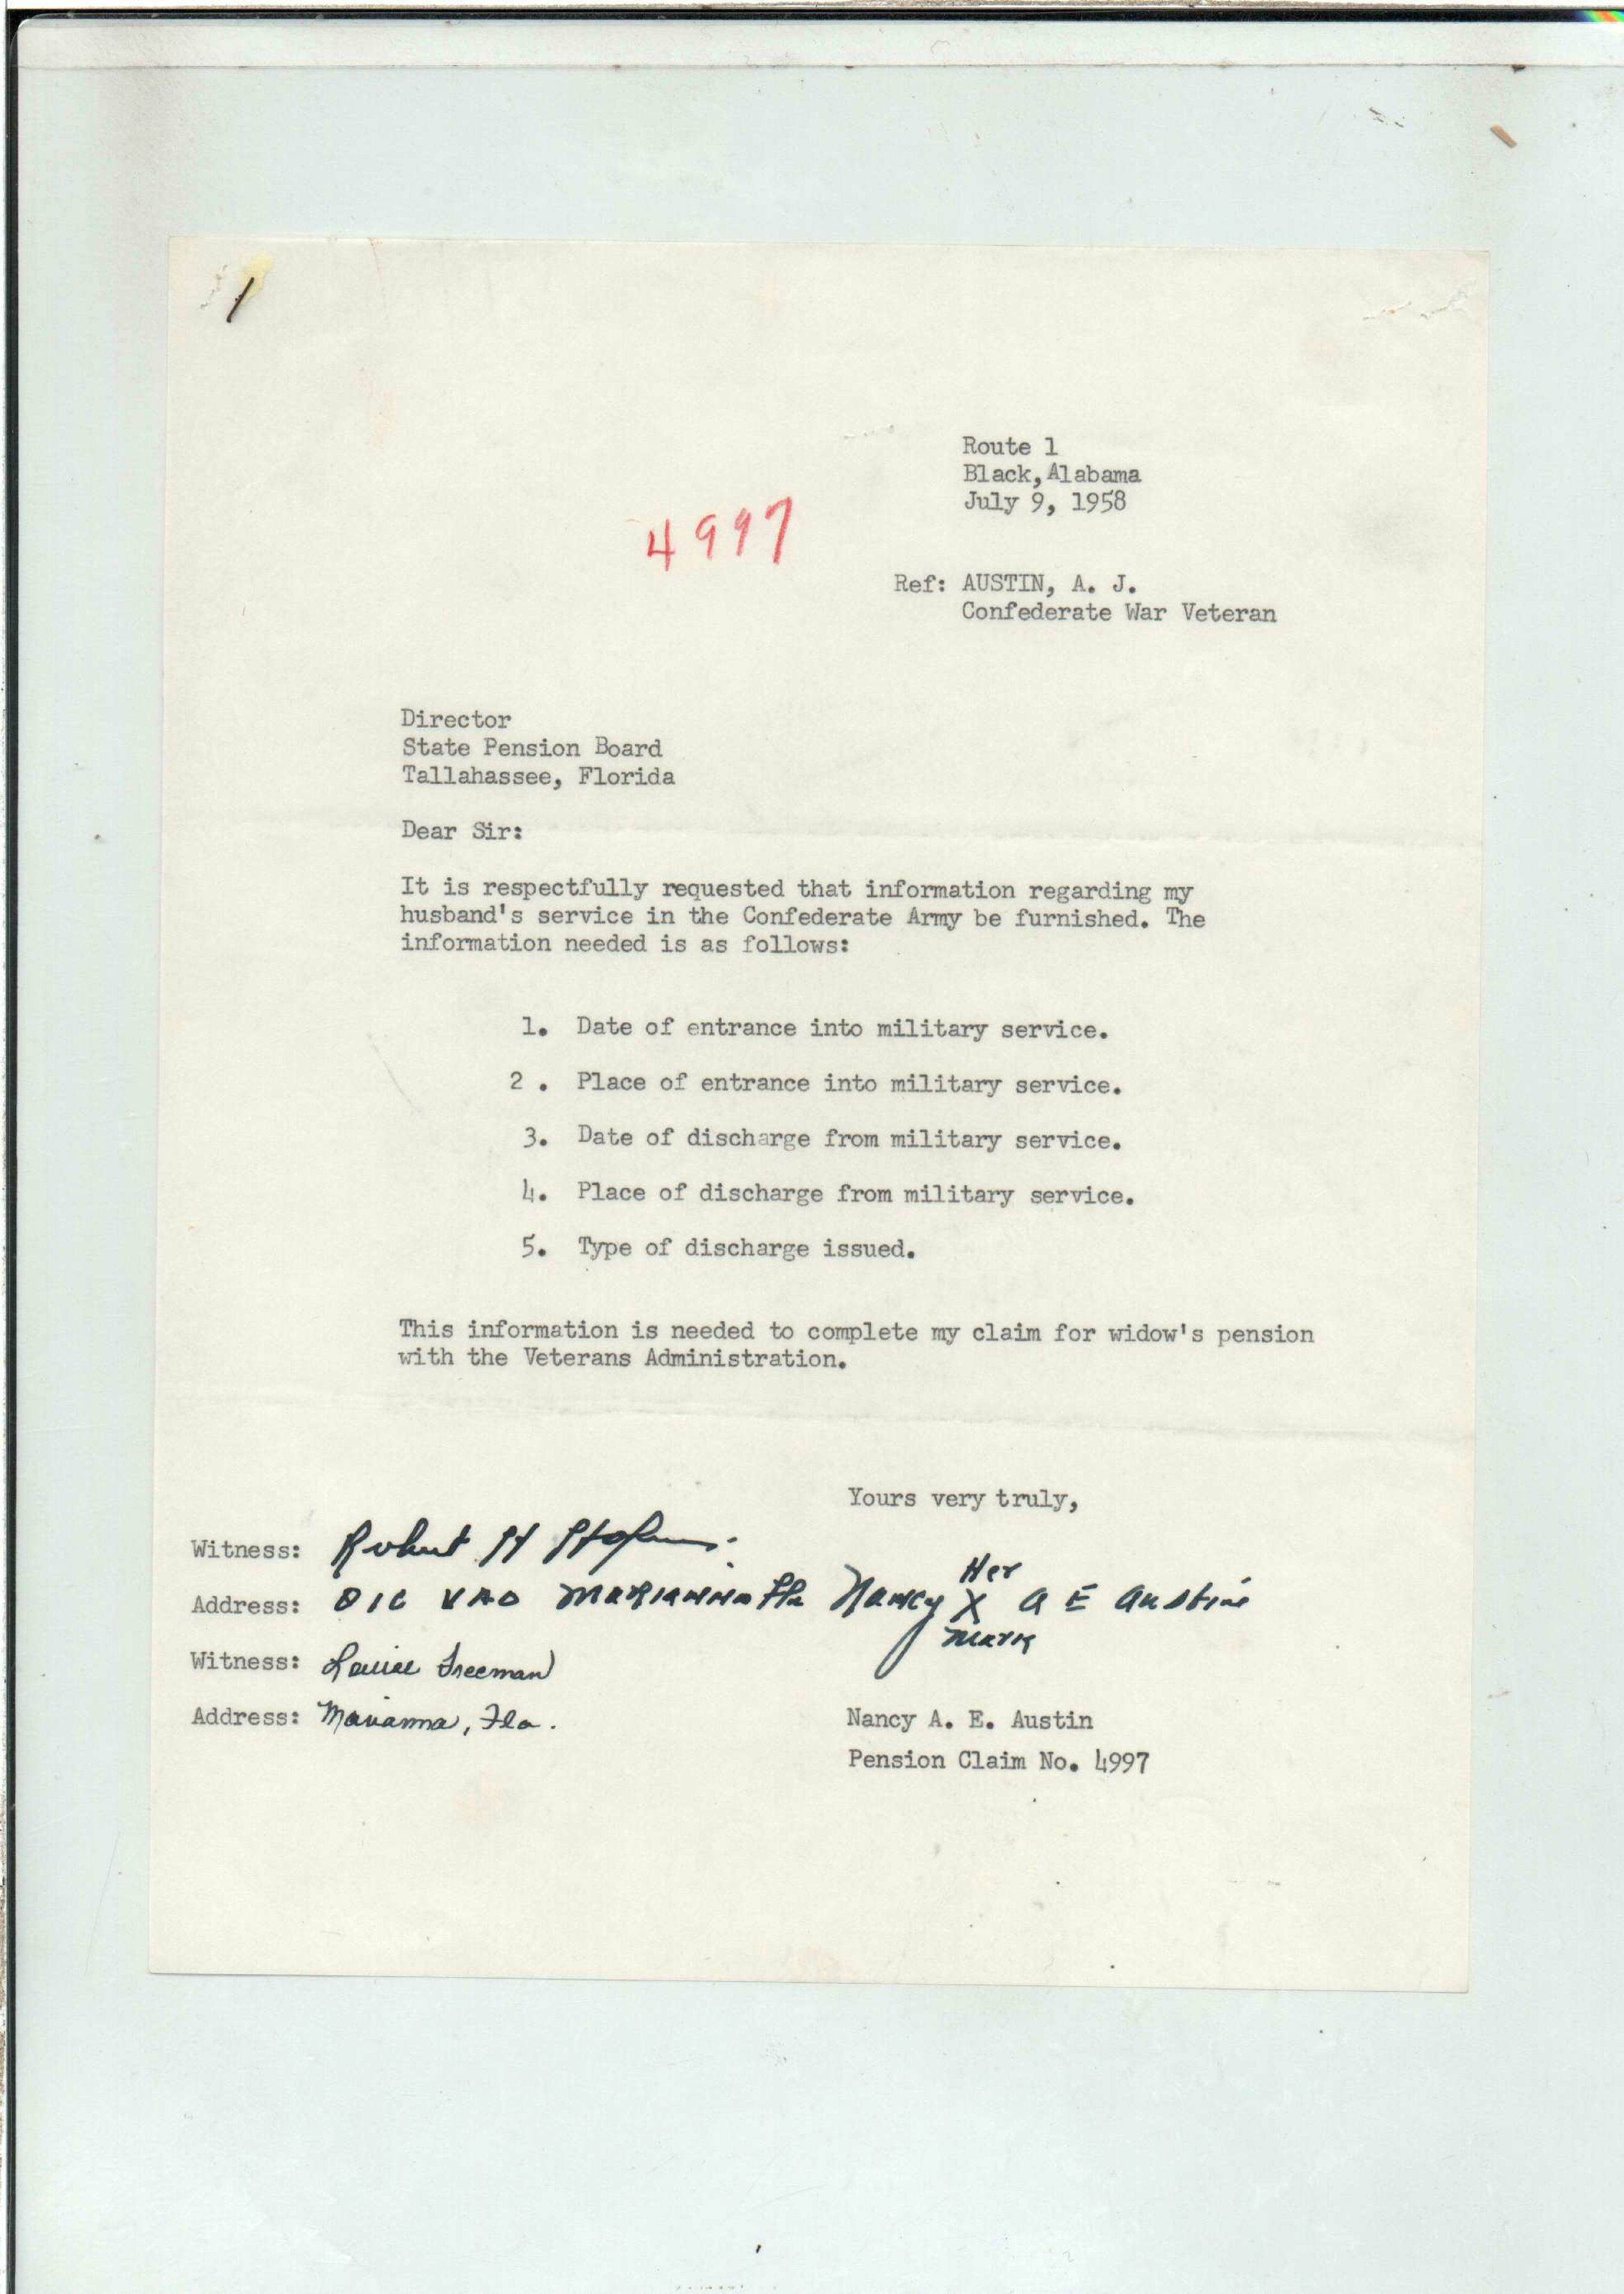 Route 1
Black, Alabama
July 9, 1958
4997
Ref: AUSTIN, A. J.
Confederate War Veteran
Director
State Pension Board
Tallahassee, Florida
Dear Sir:
It is respectfully requested that information regarding my
husband's service in the Confederate Army be furnished. The
information needed is as follows:
1. Date of entrance into military service.
2 . Place of entrance into military service.
3. Date of discharge from military service.
4. Place of discharge from military service.
5. Type of discharge issued.
This information is needed to complete my claim for widow's pension
with the Veterans Administration.
Yours very truly,
Witness: Robert H
Her
Address: OIC VAO Marianna Fla Nancy X A E Austin
mark
Witness: Louise Freeman
Address: Marianna, Fla.
Nancy A. E. Austin
Pension Claim No. 4997